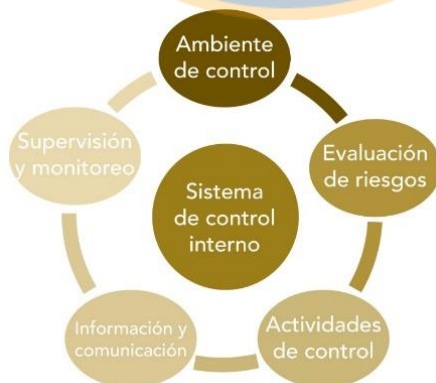 Ambiente
de control
Evaluación
de riesgos
Actividades
de control
Información y
comunicación
Supervisión
y monitoreo
Sistema
de control
interno